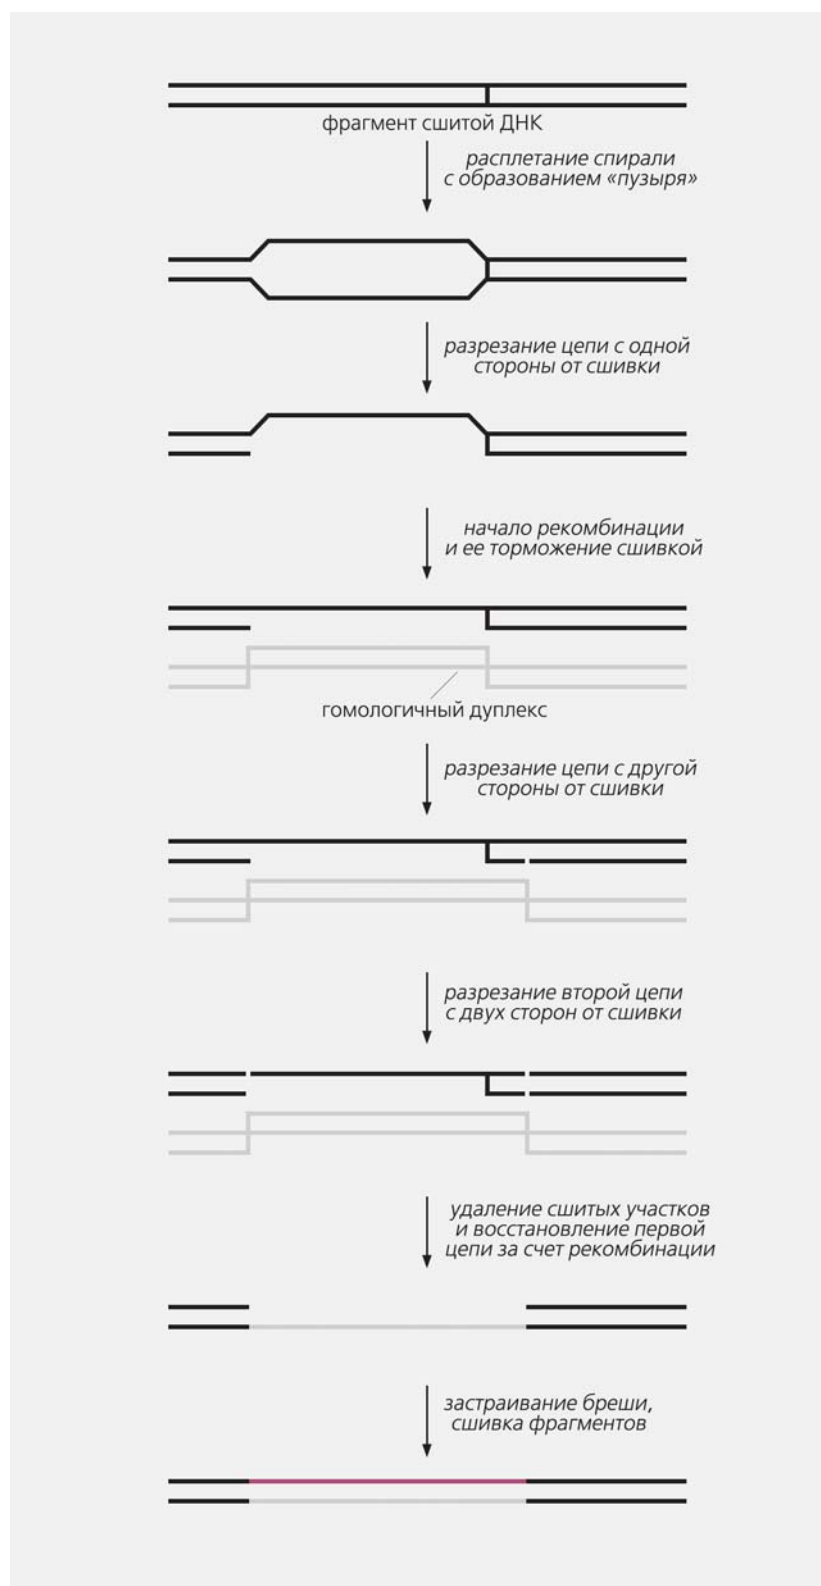 фрагмент сшитой ДНК
расплетание спирали
с образованием «пузыря»
разрезание цепи с одной
стороны от сшивки
начало рекомбинации
и ее торможение сшивкой
гомологичный дуплекс
разрезание цепи с другой
стороны от сшивки
разрезание второй цепи
с двух сторон от сшивки
удаление сшитых участков
и восстановление первой
цепи за счет рекомбинации
застраивание бреши,
сшивка фрагментов